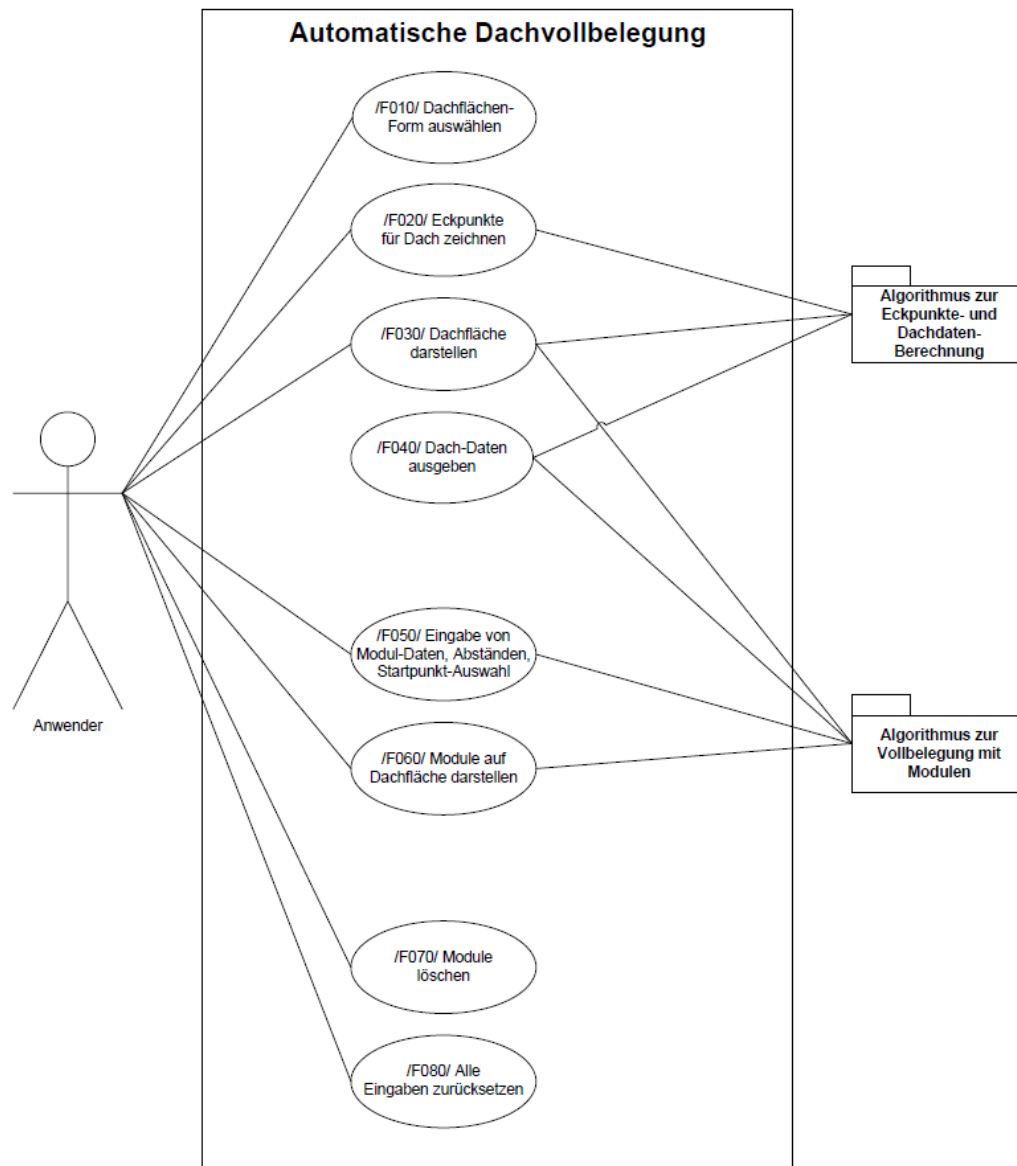 Automatische Dachvollbelegung
/F010/ Dachflächen-
Form auswählen
/F020/ Eckpunkte
für Dach zeichnen
/F030/ Dachfläche
darstellen
/F040/ Dach-Daten
ausgeben
/F050/ Eingabe von
Modul-Daten, Abständen,
Startpunkt-Auswahl
/F060/ Module auf
Dachfläche darstellen
/F070/ Module
löschen
/F080/ Alle
Eingaben zurücksetzen
Anwender
Algorithmus zur
Eckpunkte- und
Dachdaten-
Berechnung
Algorithmus zur
Vollbelegung mit
Modulen